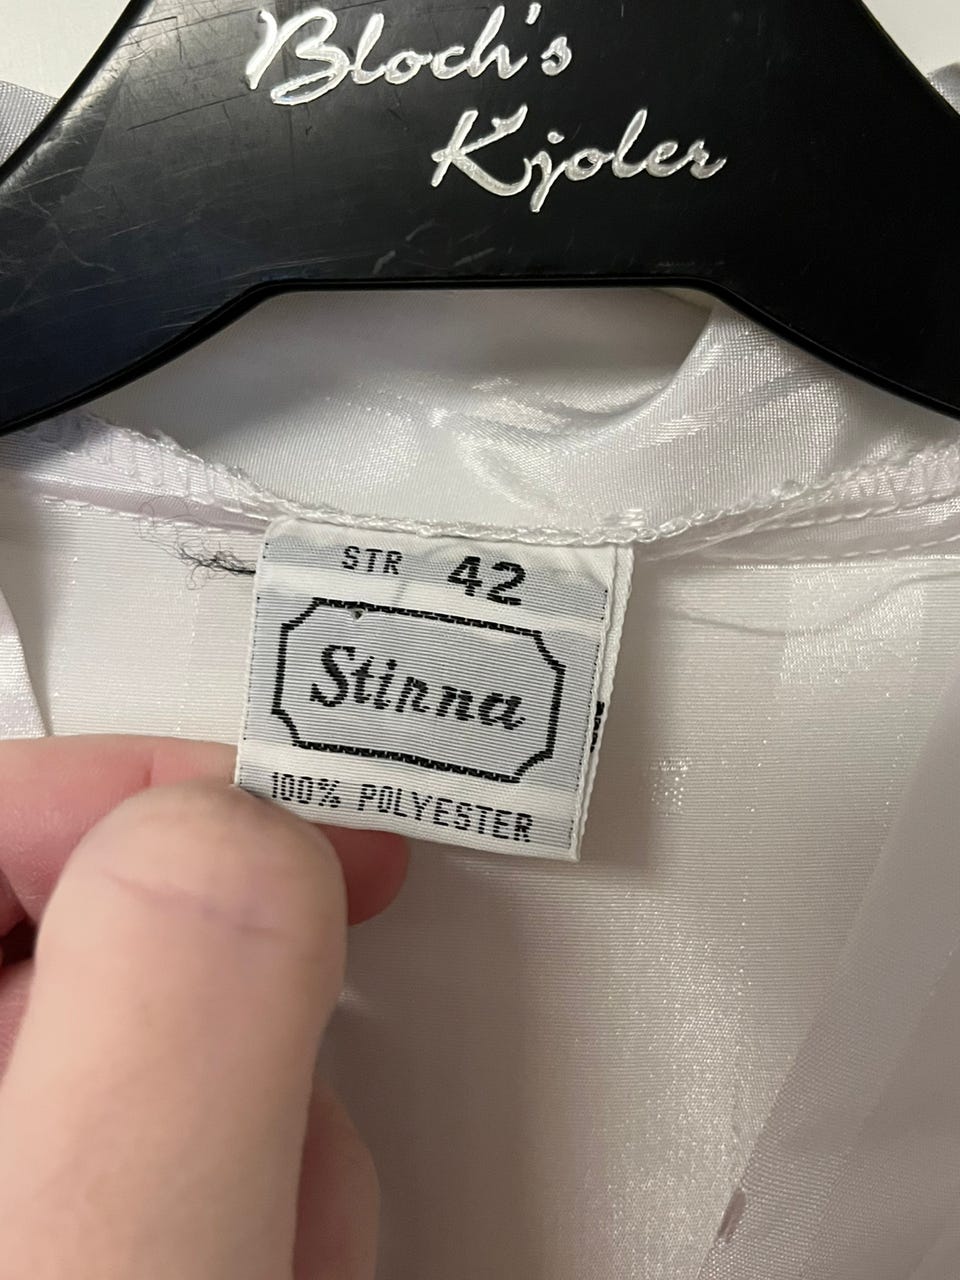 Bloch's
Kjoler
STR 42
Stinna
100% POLYESTER